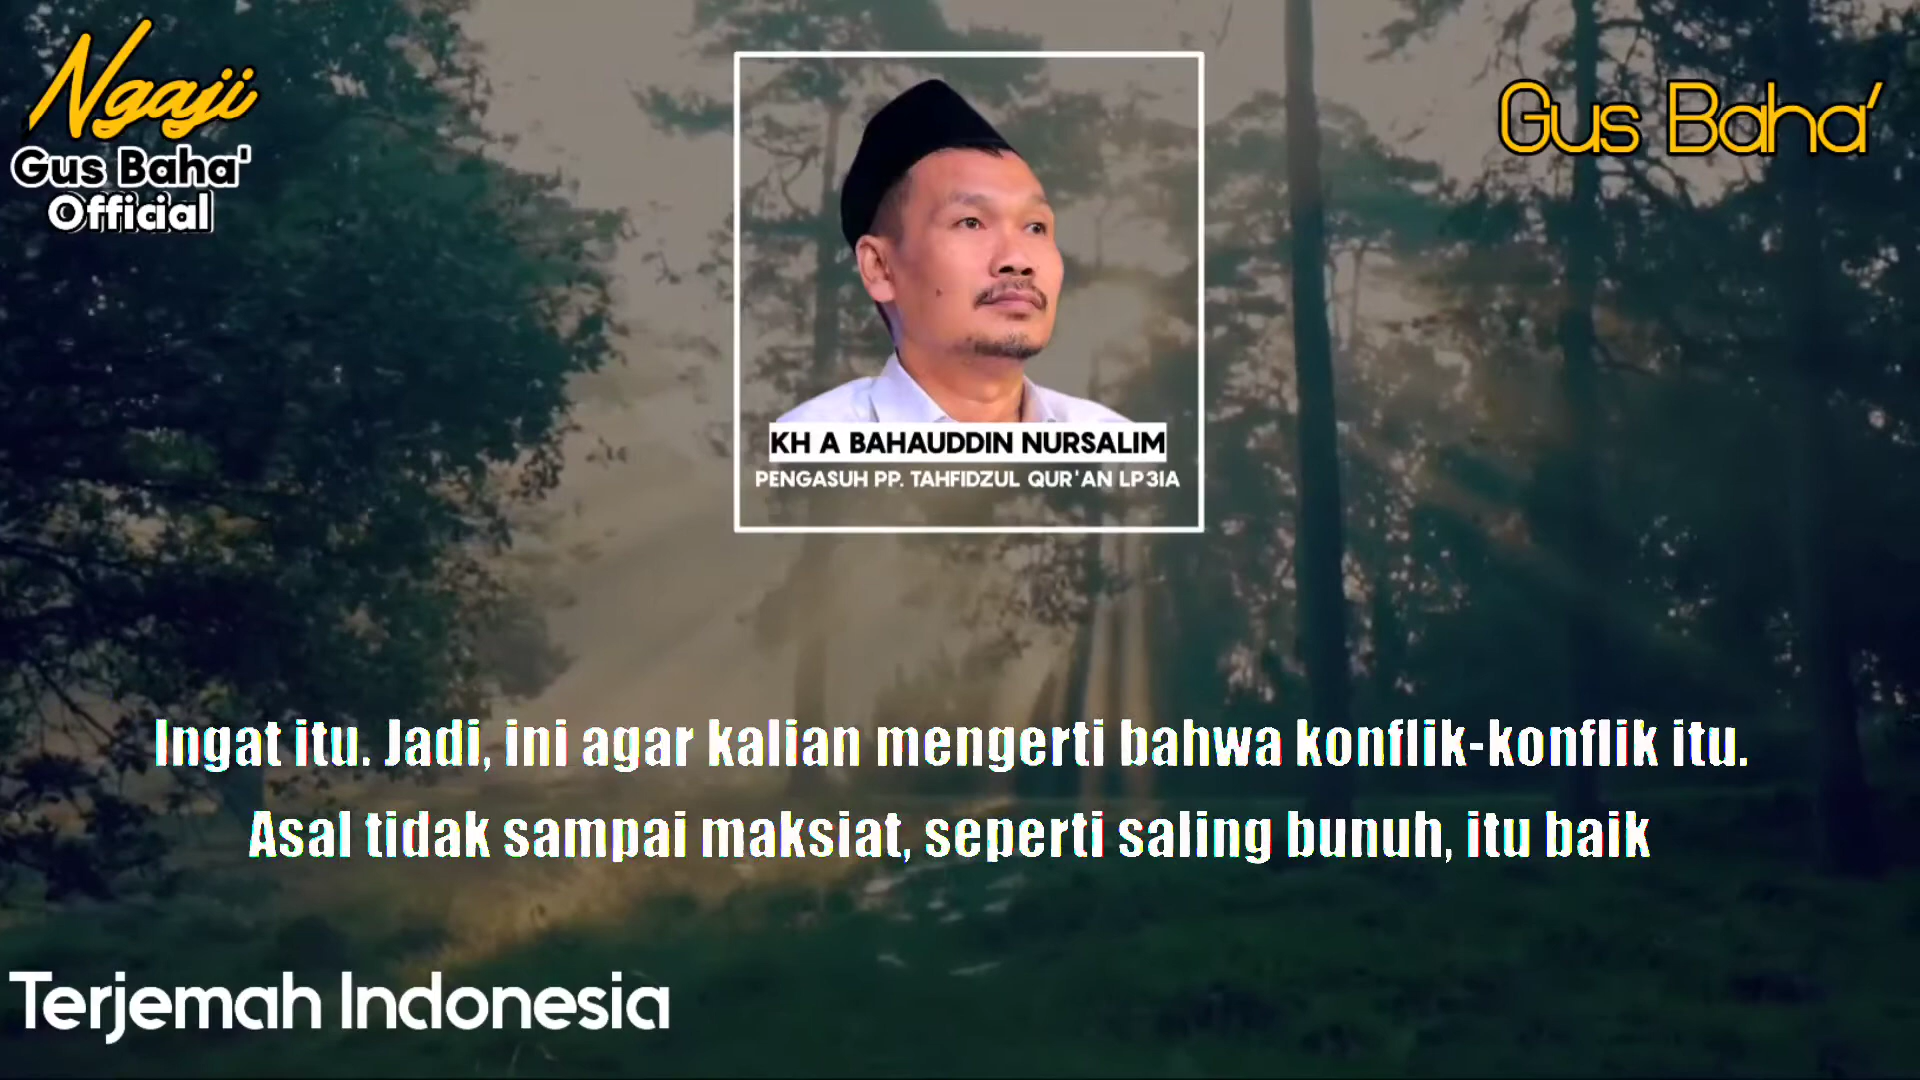 Ngaji
Gus Baha'
Official
Gus Baha'
KH A BAHAUDDIN NURSALIM
PENGASUH PP. TAHFIDZUL QUR'AN LP3IA
Ingat itu. Jadi, ini agar kalian mengerti bahwa konflik-konflik itu.
Asal tidak sampai maksiat, seperti saling bunuh, itu baik
Terjemah Indonesia